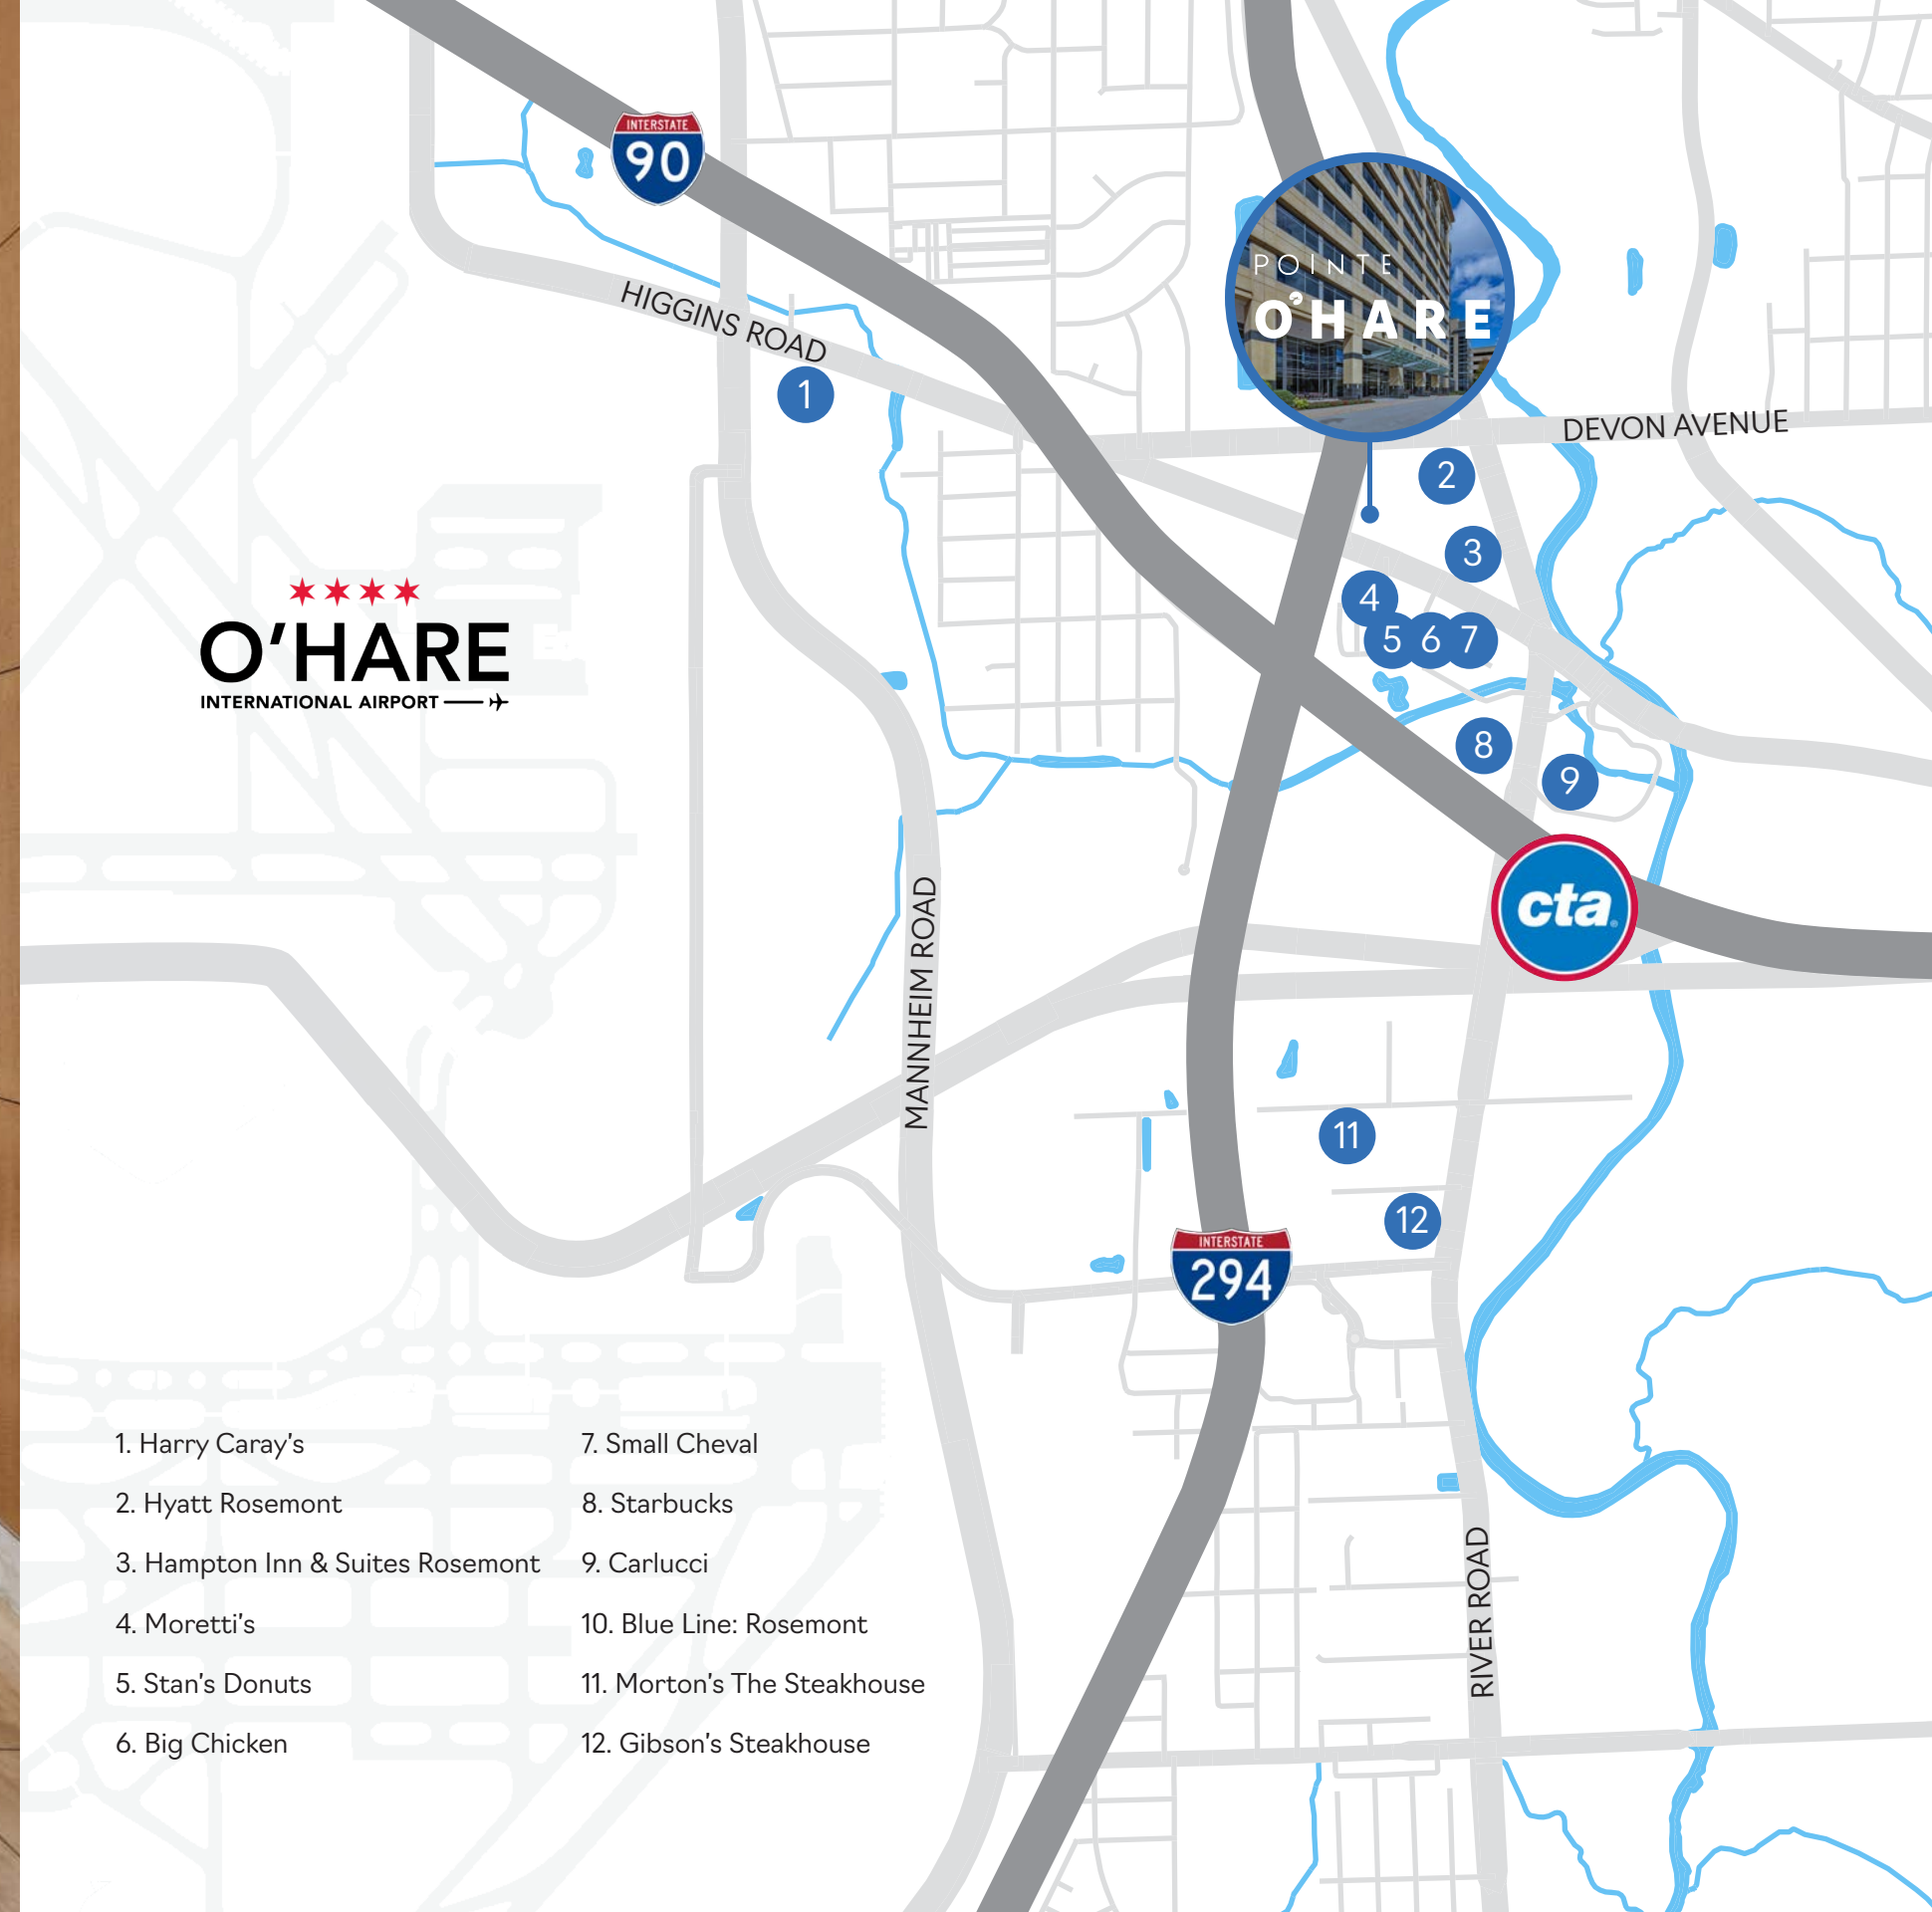 INTERSTATE
90
HIGGINS ROAD
POINTE
O'HARE
DEVON AVENUE
1
2
3
4
5
6
7
8
9
O'HARE
INTERNATIONAL AIRPORT
cta
MANNHEIM ROAD
11
12
INTERSTATE
294
RIVER ROAD
1. Harry Caray's
2. Hyatt Rosemont
3. Hampton Inn & Suites Rosemont
4. Moretti's
5. Stan's Donuts
6. Big Chicken
7. Small Cheval
8. Starbucks
9. Carlucci
10. Blue Line: Rosemont
11. Morton's The Steakhouse
12. Gibson's Steakhouse